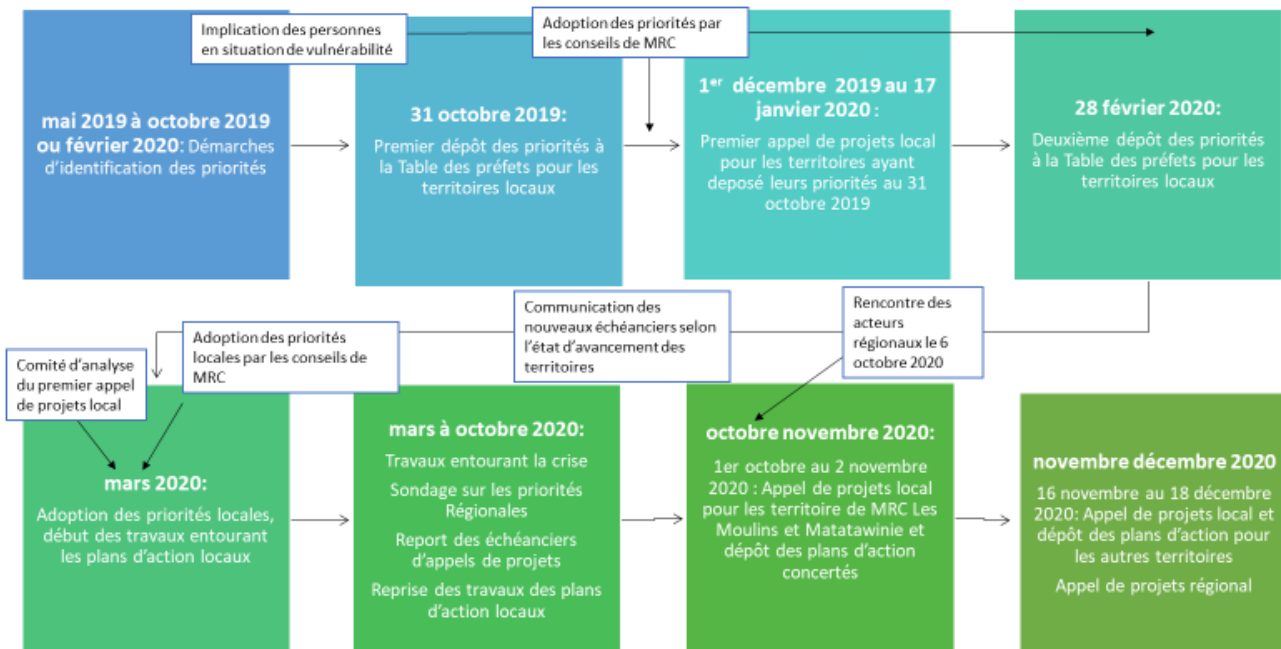 Implication des personnes
en situation de vulnérabilité
Adoption des priorités par
les conseils de MRC
mai 2019 à octobre 2019
ou février 2020: Démarches
d'identification des priorités
31 octobre 2019:
Premier dépôt des priorités à
la Table des préfets pour les
territoires locaux
1er décembre 2019 au 17
janvier 2020 :
Premier appel de projets local
pour les territoires ayant
deposé leurs priorités au 31
octobre 2019
28 février 2020:
Deuxième dépôt des priorités
à la Table des préfets pour les
territoires locaux
Comité d'analyse
du premier appel
de projets local
Adoption des priorités
locales par les conseils de
MRC
Communication des
nouveaux échéanciers selon
l'état d'avancement des
territoires
Rencontre des
acteurs
régionaux le 6
octobre 2020
mars 2020:
Adoption des priorités locales,
début des travaux entourant
les plans d'action locaux
mars à octobre 2020:
Travaux entourant la crise
Sondage sur les priorités
Régionales
Report des échéanciers
d'appels de projets
Reprise des travaux des plans
d'action locaux
octobre novembre 2020:
1er octobre au 2 novembre
2020 : Appel de projets local
pour les territoire de MRC Les
Moulins et Matatawinie et
dépôt des plans d'action
concertés
novembre décembre 2020
16 novembre au 18 décembre
2020: Appel de projets local et
dépôt des plans d'action pour
les autres territoires
Appel de projets régional